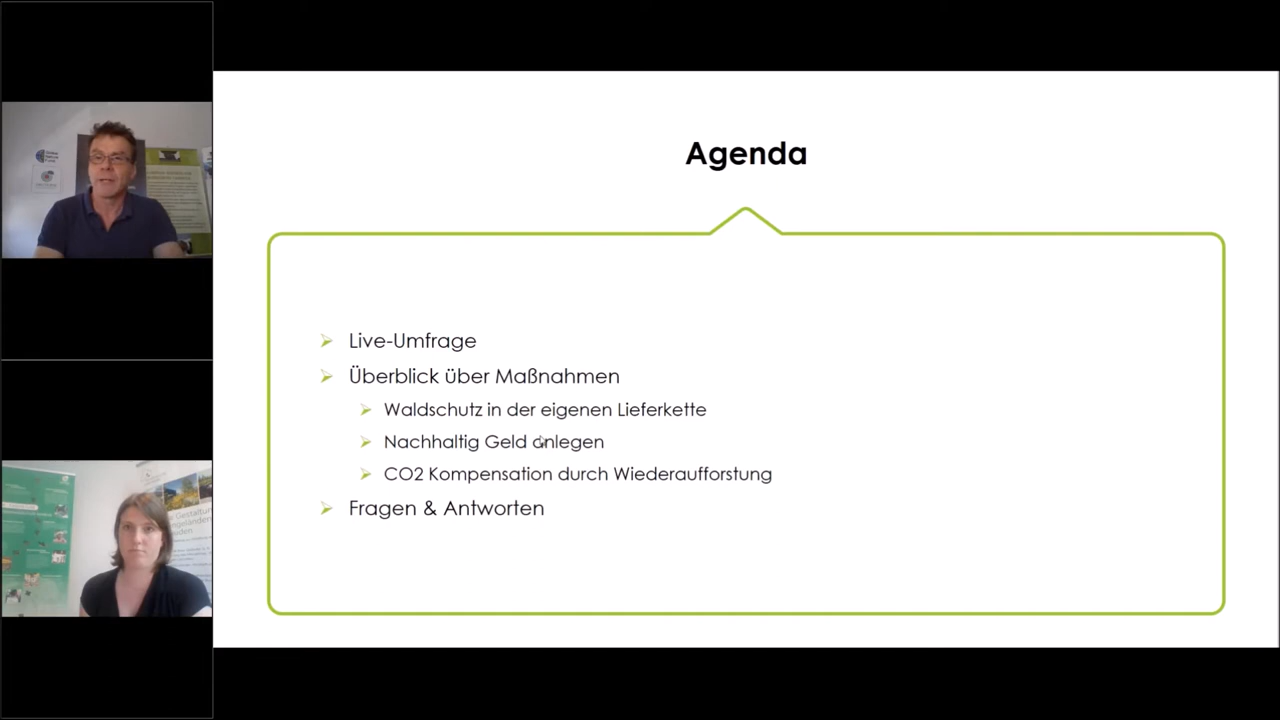 Agenda
Live-Umfrage
Überblick über Maßnahmen
Waldschutz in der eigenen Lieferkette
Nachhaltig Geld anlegen
CO2 Kompensation durch Wiederaufforstung
Fragen & Antworten